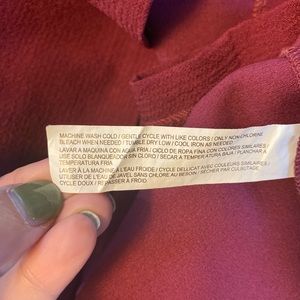 MACHINE WASH COLD / GENTLE CYCLE WITH LIKE COLORS / ONLY NON-CHLORINE
BLEACH WHEN NEEDED / TUMBLE DRY LOW / COOL IRON AS NEEDED.
LAVAR A MAQUINA CON AGUA FRIA / CICLO DE ROPA FINA CON COLORES SIMILARES /
USE SOLO BLANQUEADOR SIN CLORO / SECAR A TEMPERATURA BAJA / PLANCHAR A
TEMPERATURA FRIA
LAVER À LA MACHINE À L'EAU FROIDE / CYCLE DELICAT AVEC COULEURS SIMILAIRES /
UTILISER DE L'EAU DE JAVEL SANS CHLORE AU BESOIN / SÉCHER PAR CULBUTAGE
CYCLE DOUX / REPASSER À FROID